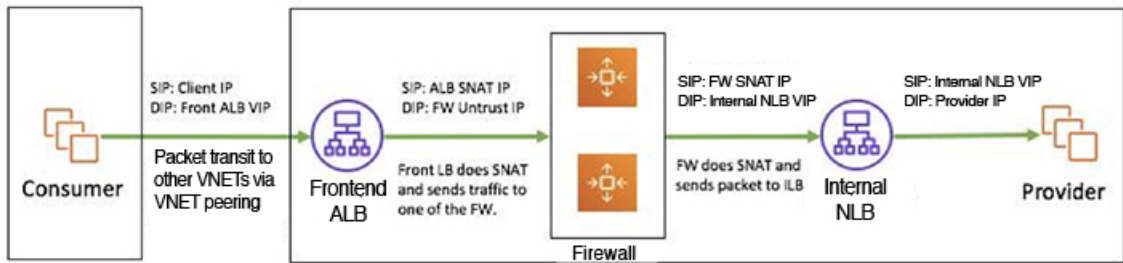 Consumer
SIP: Client IP
DIP: Front ALB VIP
Packet transit to
other VNETs via
VNET peering
Frontend
ALB
SIP: ALB SNAT IP
DIP: FW Untrust IP
Front LB does SNAT
and sends traffic to
one of the FW.
Firewall
SIP: FW SNAT IP
DIP: Internal NLB VIP
FW does SNAT and
sends packet to ILB
Internal
NLB
SIP: Internal NLB VIP
DIP: Provider IP
Provider